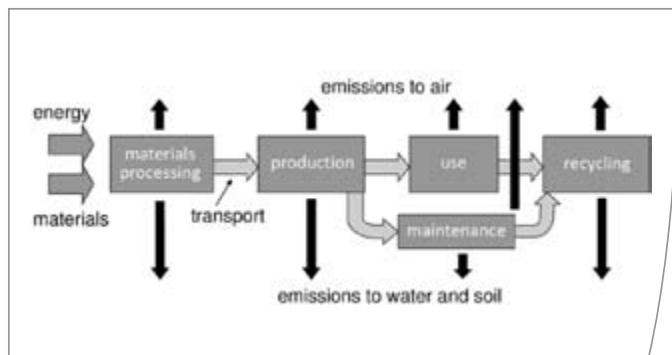 emissions to air
energy
materials
processing
production
use
recycling
materials
transport
maintenance
emissions to water and soil